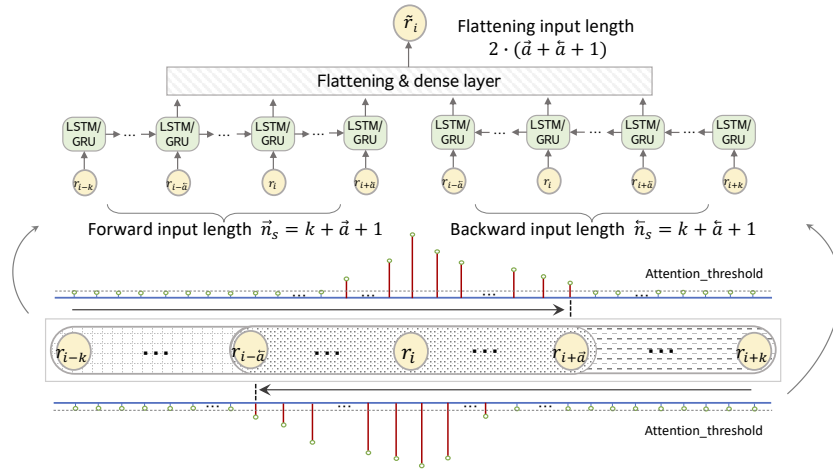 r̃ᵢ
Flattening input length
2 · (a⃗ + a⃖ + 1)
Flattening & dense layer
LSTM/GRU ... LSTM/GRU ... LSTM/GRU ... LSTM/GRU LSTM/GRU ... LSTM/GRU ... LSTM/GRU ... LSTM/GRU
r_{i-k} r_{i-a⃖} r_i r_{i+a⃗} r_{i-a⃖} r_i r_{i+a⃗} r_{i+k}
Forward input length n⃗_s = k + a⃗ + 1 Backward input length n⃖_s = k + a⃖ + 1
Attention_threshold
... ... ... ...
r_{i-k} ... r_{i-a⃖} ... r_i ... r_{i+a⃗} ... r_{i+k}
... ... ... ...
Attention_threshold